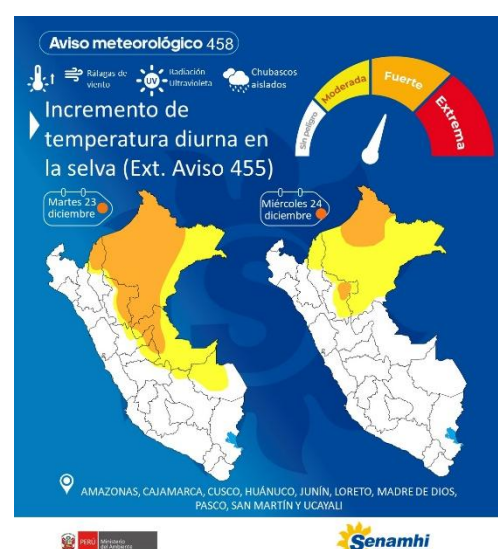 Aviso meteorológico 458
Ráfagas de
viento
UV
Radiación
Ultravioleta
Chubascos
aislados
Sin peligro
Moderada
Fuerte
Extrema
Incremento de
temperatura diurna en
la selva (Ext. Aviso 455)
Martes 23
diciembre
Miércoles 24
diciembre
AMAZONAS, CAJAMARCA, CUSCO, HUÁNUCO, JUNÍN, LORETO, MADRE DE DIOS,
PASCO, SAN MARTÍN Y UCAYALI
PERÚ
Ministerio
del Ambiente
Senamhi